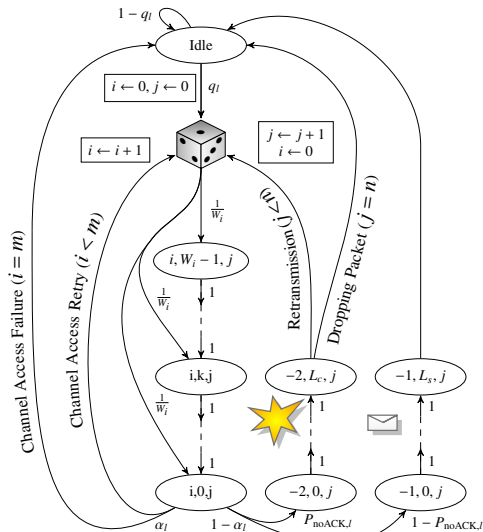 1 − q_l
Idle
i ← 0, j ← 0
q_l
i ← i + 1
j ← j + 1
i ← 0
1/W_i
i, W_i − 1, j
1
1/W_i
1
i,k,j
−2, L_c, j
−1, L_s, j
1
1
1
1/W_i
1
1
1
i,0,j
−2, 0, j
−1, 0, j
α_l
1 − α_l
P_noACK,l
1 − P_noACK,l
Channel Access Failure (i = m)
Channel Access Retry (i < m)
Retransmission (j < n)
Dropping Packet (j = n)